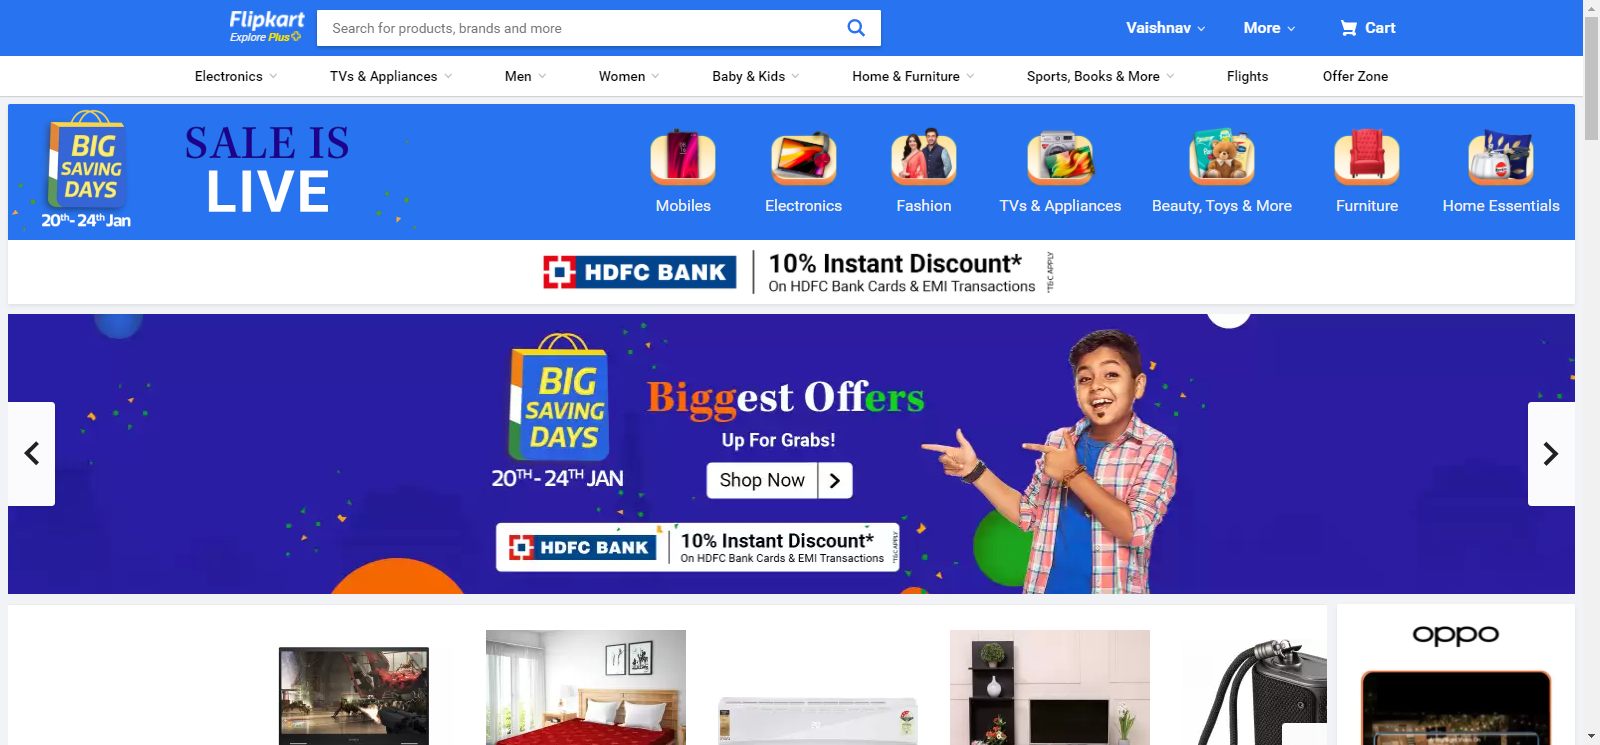 Flipkart
Explore Plus
Search for products, brands and more
Vaishnav
More
Cart
Electronics
TVs & Appliances
Men
Women
Baby & Kids
Home & Furniture
Sports, Books & More
Flights
Offer Zone
BIG
SAVING
DAYS
20th - 24th Jan
SALE IS
LIVE
Mobiles
Electronics
Fashion
TVs & Appliances
Beauty, Toys & More
Furniture
Home Essentials
HDFC BANK
10% Instant Discount*
On HDFC Bank Cards & EMI Transactions
*T&C APPLY
BIG
SAVING
DAYS
20TH - 24TH JAN
Biggest Offers
Up For Grabs!
Shop Now
HDFC BANK
10% Instant Discount*
On HDFC Bank Cards & EMI Transactions
*T&C APPLY
oppo